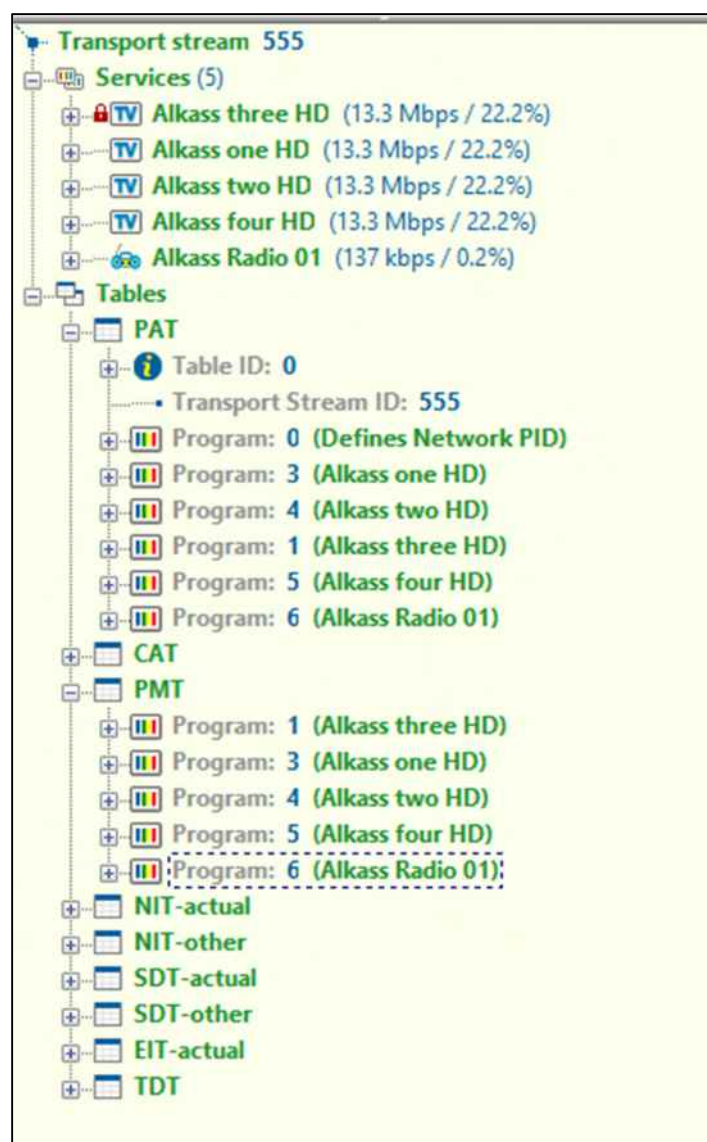 Transport stream 555
Services (5)
TV Alkass three HD (13.3 Mbps / 22.2%)
TV Alkass one HD (13.3 Mbps / 22.2%)
TV Alkass two HD (13.3 Mbps / 22.2%)
TV Alkass four HD (13.3 Mbps / 22.2%)
Alkass Radio 01 (137 kbps / 0.2%)
Tables
PAT
Table ID: 0
Transport Stream ID: 555
Program: 0 (Defines Network PID)
Program: 3 (Alkass one HD)
Program: 4 (Alkass two HD)
Program: 1 (Alkass three HD)
Program: 5 (Alkass four HD)
Program: 6 (Alkass Radio 01)
CAT
PMT
Program: 1 (Alkass three HD)
Program: 3 (Alkass one HD)
Program: 4 (Alkass two HD)
Program: 5 (Alkass four HD)
Program: 6 (Alkass Radio 01)
NIT-actual
NIT-other
SDT-actual
SDT-other
EIT-actual
TDT